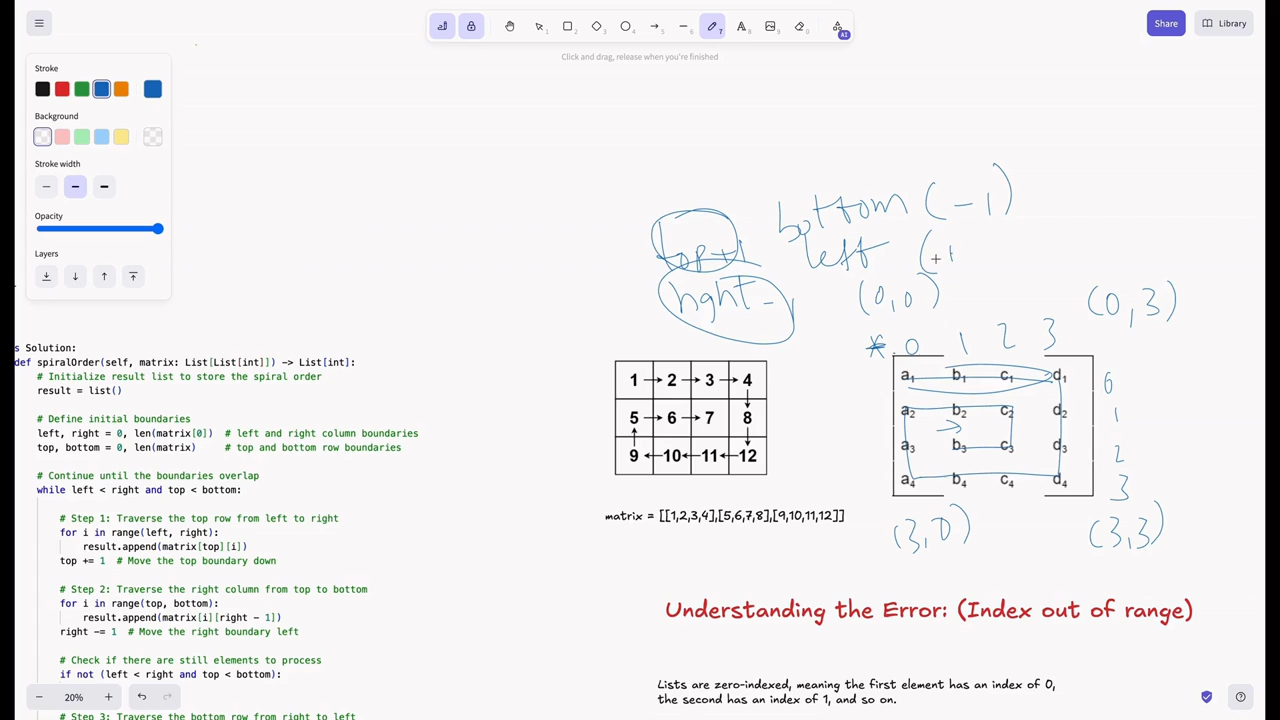 Share
Library
Click and drag, release when you're finished
Stroke
Background
Stroke width
Opacity
Layers
bottom (-1)
top +1
left (+1
right -
(0,0)
(0,3)
* 0 1 2 3
a1 b1 c1 d1 0
a2 b2 c2 d2 1
a3 b3 c3 d3 2
a4 b4 c4 d4 3
(3,0)
(3,3)
1 → 2 → 3 → 4
5 → 6 → 7 8
9 ← 10 ← 11 ← 12
matrix = [[1,2,3,4],[5,6,7,8],[9,10,11,12]]
s Solution:
def spiralOrder(self, matrix: List[List[int]]) -> List[int]:
# Initialize result list to store the spiral order
result = list()
# Define initial boundaries
left, right = 0, len(matrix[0]) # left and right column boundaries
top, bottom = 0, len(matrix) # top and bottom row boundaries
# Continue until the boundaries overlap
while left < right and top < bottom:
# Step 1: Traverse the top row from left to right
for i in range(left, right):
result.append(matrix[top][i])
top += 1 # Move the top boundary down
# Step 2: Traverse the right column from top to bottom
for i in range(top, bottom):
result.append(matrix[i][right - 1])
right -= 1 # Move the right boundary left
# Check if there are still elements to process
if not (left < right and top < bottom):
# Step 3: Traverse the bottom row from right to left
Understanding the Error: (Index out of range)
Lists are zero-indexed, meaning the first element has an index of 0,
the second has an index of 1, and so on.
20%